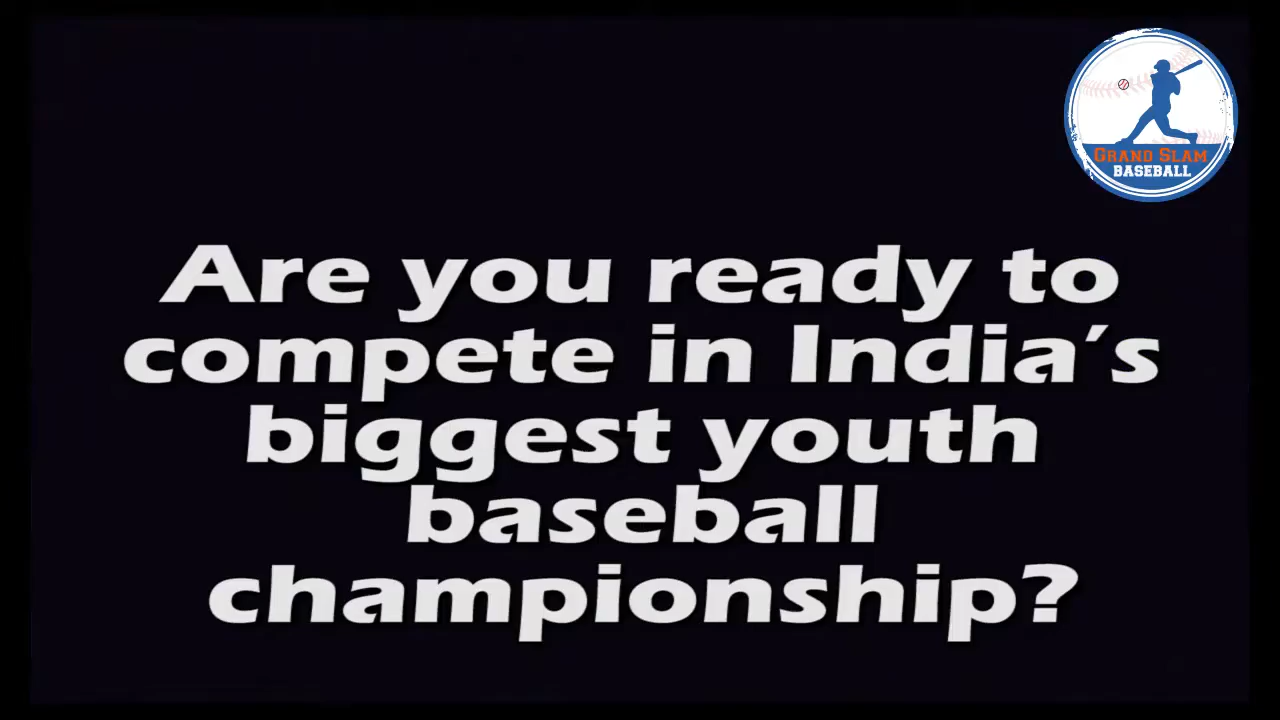 GRAND SLAM
BASEBALL
Are you ready to
compete in India's
biggest youth
baseball
championship?